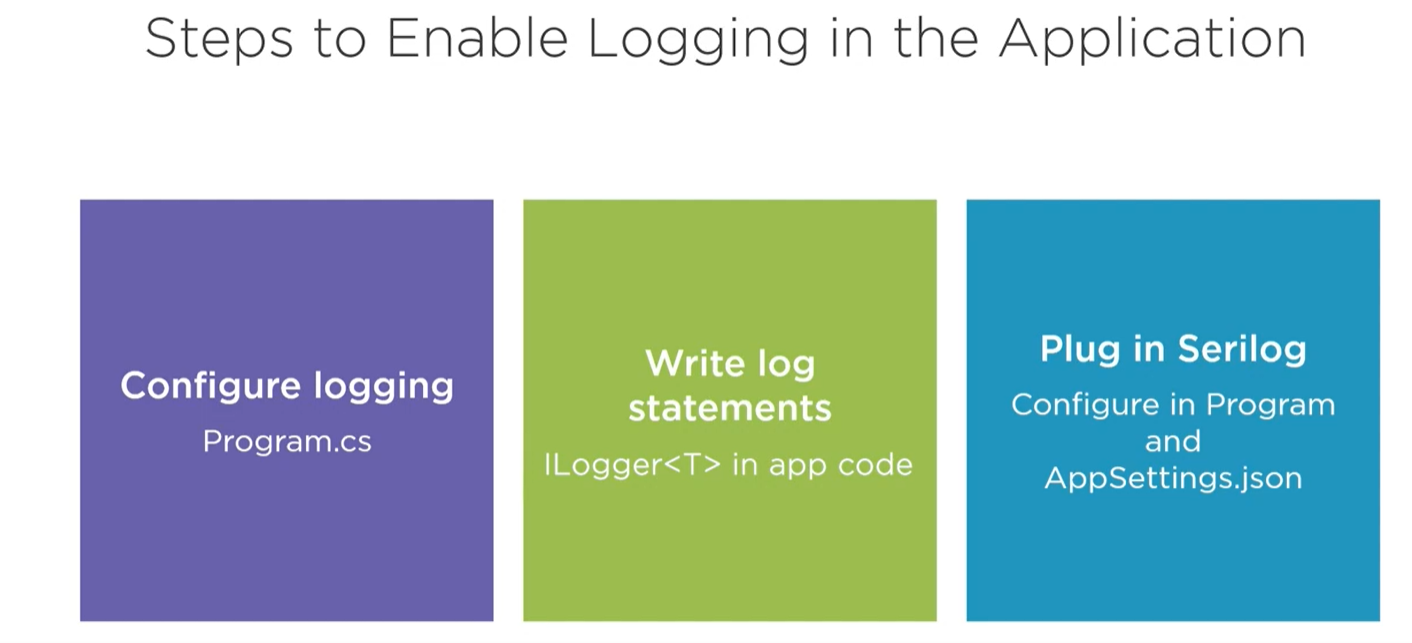 Steps to Enable Logging in the Application
Configure logging
Program.cs
Write log
statements
ILogger<T> in app code
Plug in Serilog
Configure in Program
and
AppSettings.json